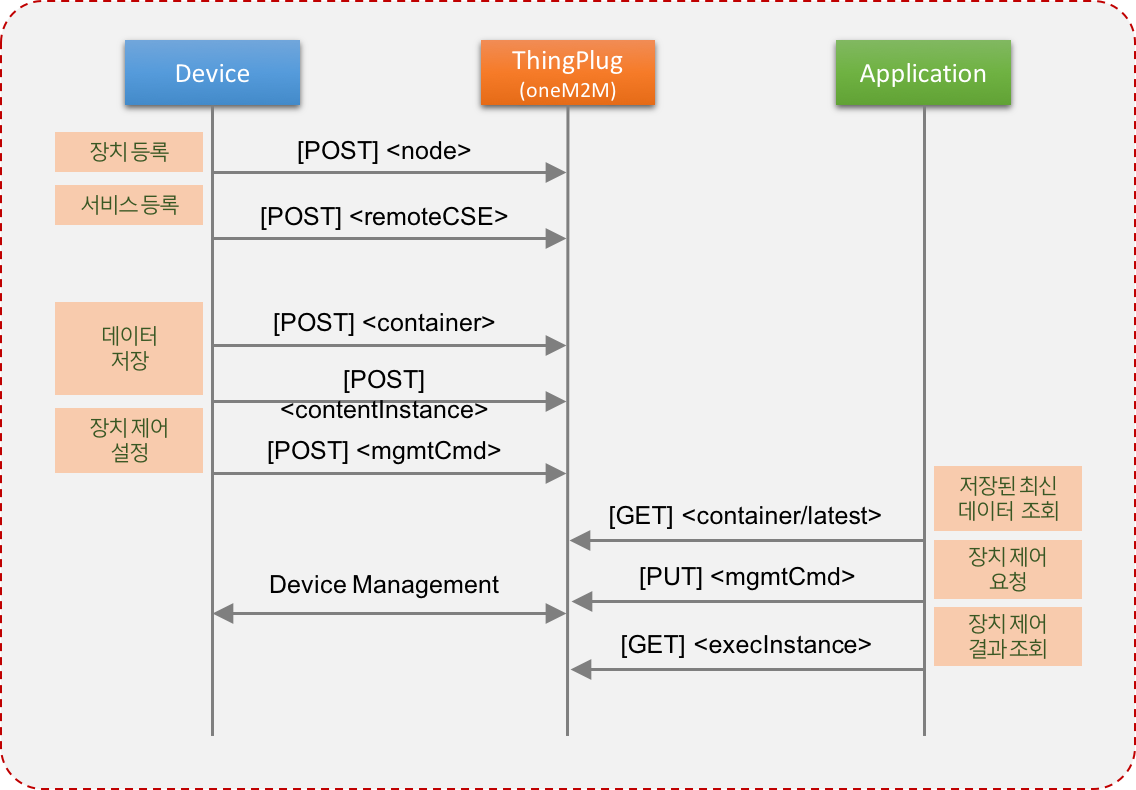 Device
ThingPlug
(oneM2M)
Application
장치 등록
[POST] <node>
서비스 등록
[POST] <remoteCSE>
데이터
저장
[POST] <container>
[POST]
<contentInstance>
장치 제어
설정
[POST] <mgmtCmd>
저장된 최신
데이터 조회
[GET] <container/latest>
장치 제어
요청
[PUT] <mgmtCmd>
Device Management
장치 제어
결과 조회
[GET] <execInstance>